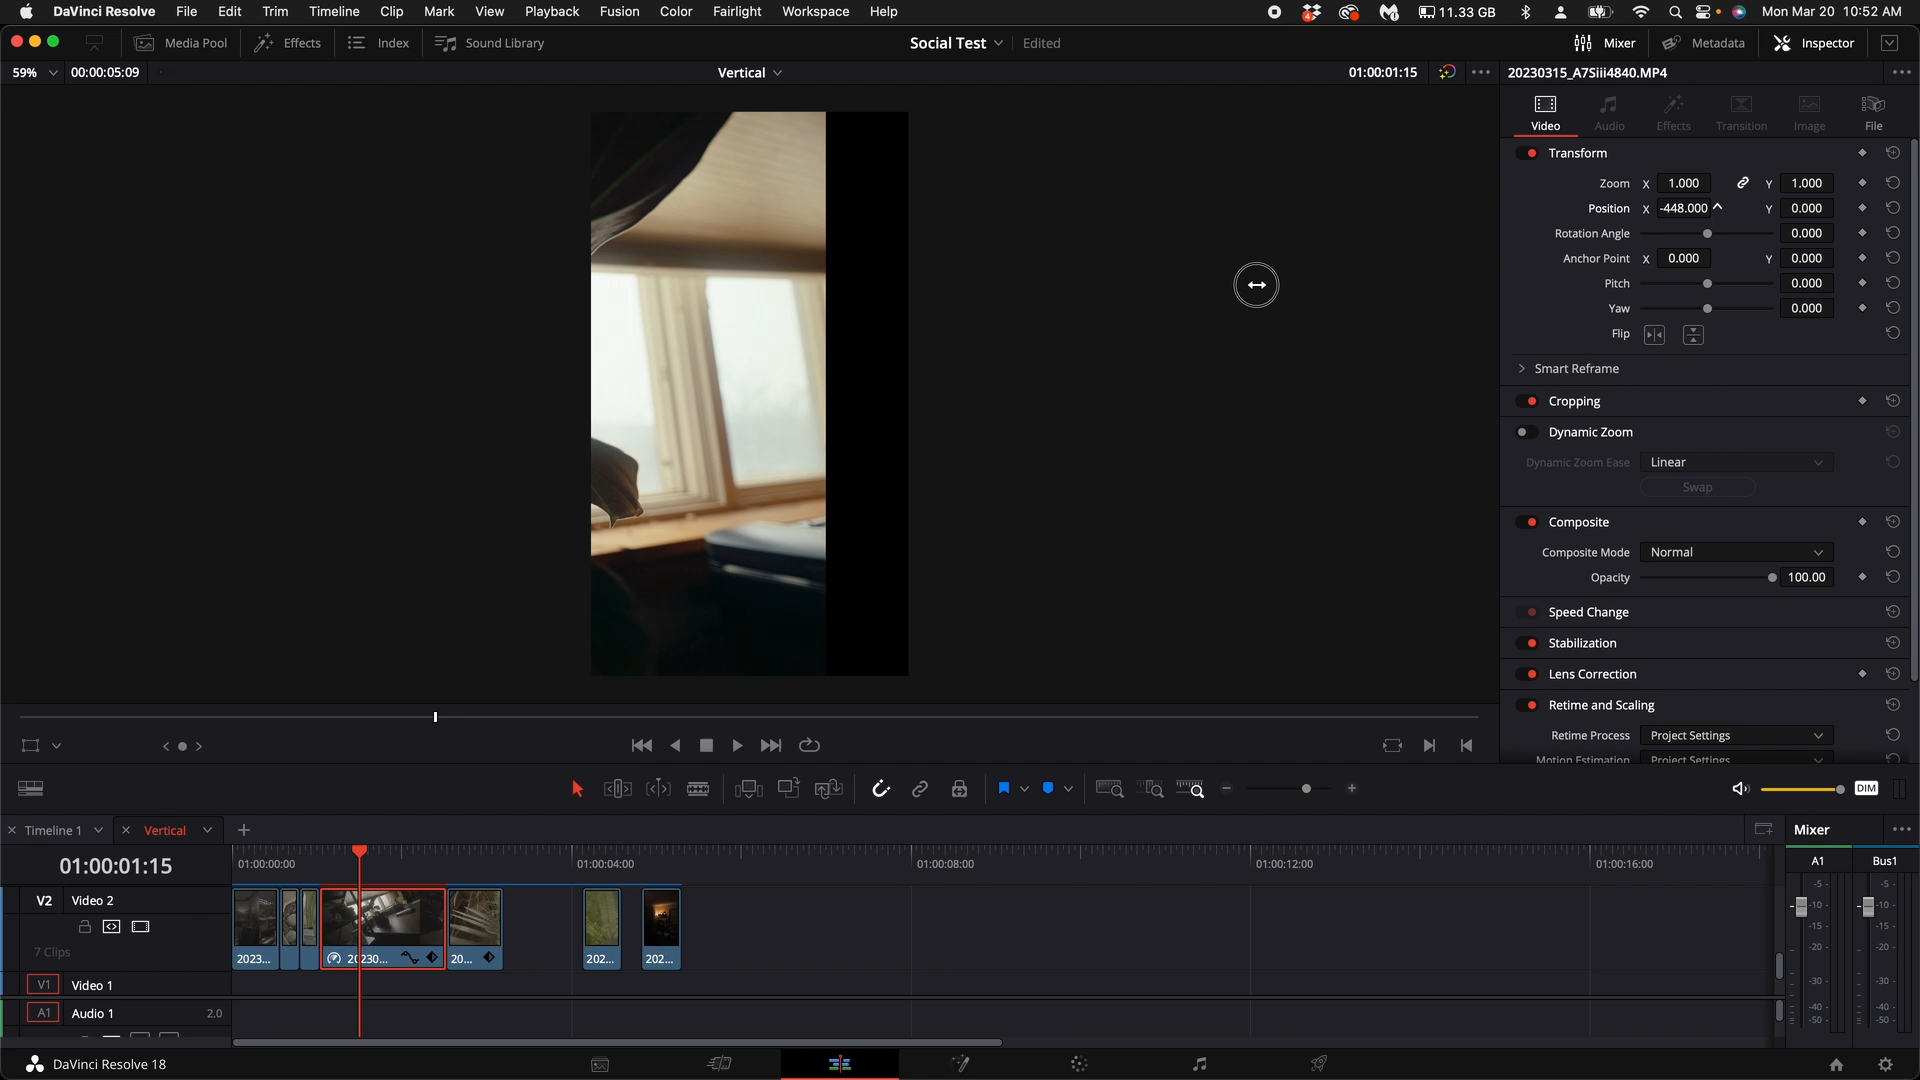 DaVinci Resolve File Edit Trim Timeline Clip Mark View Playback Fusion Color Fairlight Workspace Help 4 11.33 GB Mon Mar 20 10:52 AM
Media Pool Effects Index Sound Library Social Test Edited Mixer Metadata Inspector
59% 00:00:05:09 Vertical 01:00:01:15 20230315_A7Siii4840.MP4
Video Audio Effects Transition Image File
Transform
Zoom X 1.000 Y 1.000
Position X -448.000 Y 0.000
Rotation Angle 0.000
Anchor Point X 0.000 Y 0.000
Pitch 0.000
Yaw 0.000
Flip
Smart Reframe
Cropping
Dynamic Zoom
Dynamic Zoom Ease Linear
Swap
Composite
Composite Mode Normal
Opacity 100.00
Speed Change
Stabilization
Lens Correction
Retime and Scaling
Retime Process Project Settings
Motion Estimation Project Settings
DIM
Timeline 1 Vertical Mixer
01:00:01:15 01:00:00:00 01:00:04:00 01:00:08:00 01:00:12:00 01:00:16:00 A1 Bus1
V2 Video 2
7 Clips
2023... 20230... 20... 202... 202...
V1 Video 1
A1 Audio 1 2.0
-5- -5-
-10- -10-
-15- -15-
-20- -20-
-30- -30-
-40- -40-
-50- -50-
DaVinci Resolve 18